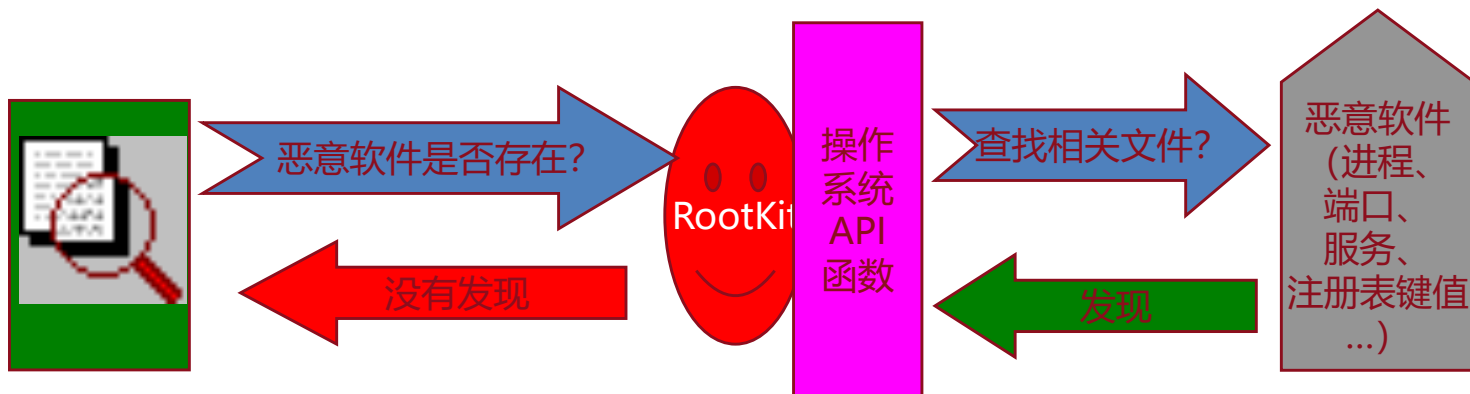 恶意软件是否存在？
RootKit
没有发现
操作
系统
API
函数
查找相关文件？
发现
恶意软件
（进程、
端口、
服务、
注册表键值
…）